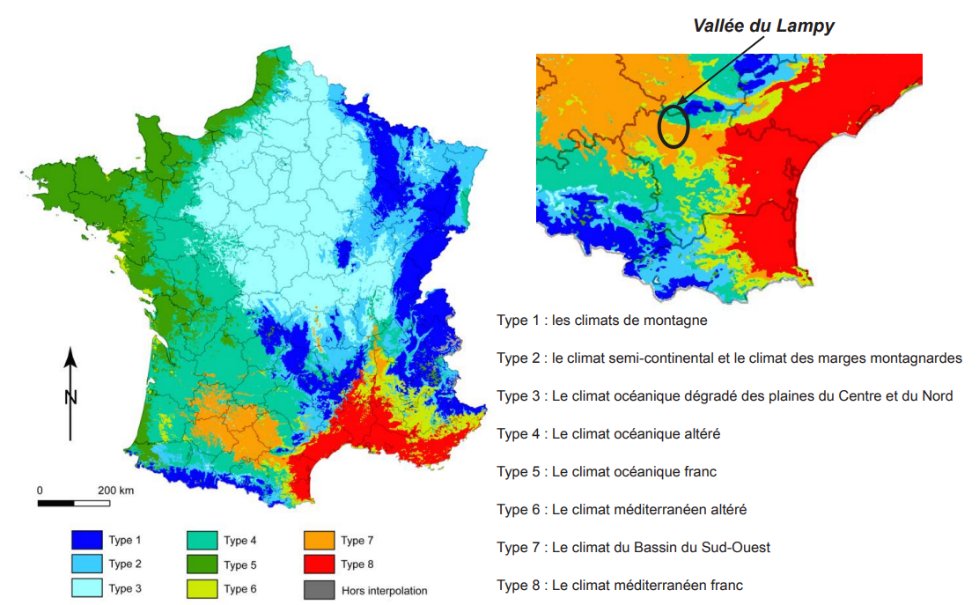 Vallée du Lampy
N
0 200 km
Type 1 Type 4 Type 7
Type 2 Type 5 Type 8
Type 3 Type 6 Hors interpolation
Type 1 : les climats de montagne
Type 2 : le climat semi-continental et le climat des marges montagnardes
Type 3 : Le climat océanique dégradé des plaines du Centre et du Nord
Type 4 : Le climat océanique altéré
Type 5 : Le climat océanique franc
Type 6 : Le climat méditerranéen altéré
Type 7 : Le climat du Bassin du Sud-Ouest
Type 8 : Le climat méditerranéen franc